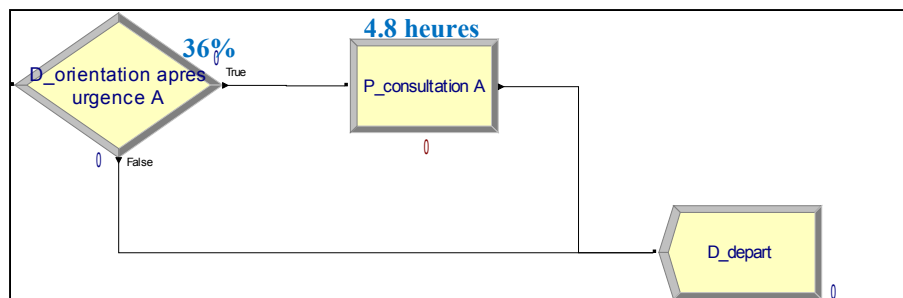 4.8 heures
36%
0
D_orientation apres
urgence A
True
P_consultation A
0
0
False
D_depart
0